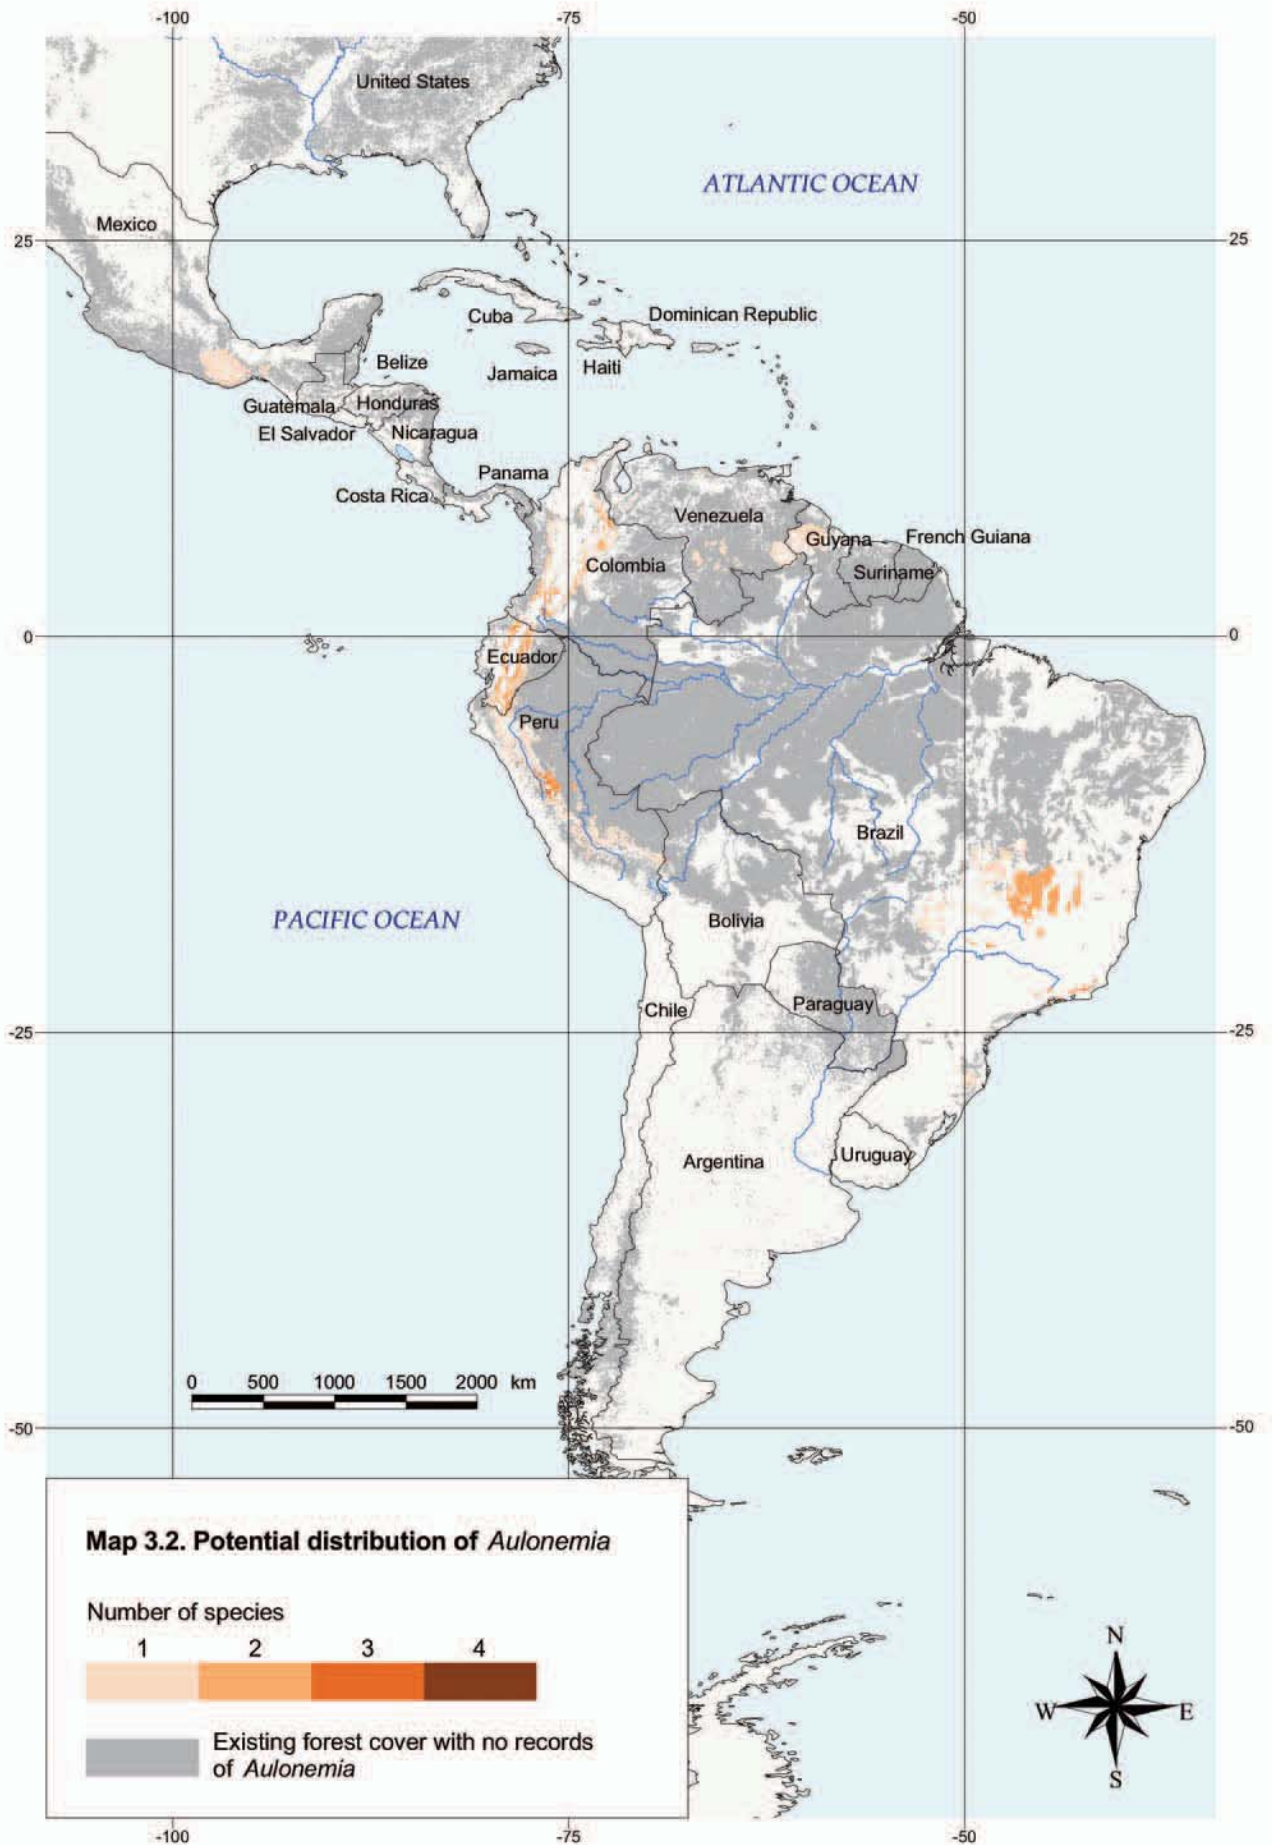 -100 -75 -50
United States
ATLANTIC OCEAN
Mexico
25 25
Cuba
Dominican Republic
Belize
Jamaica
Haiti
Guatemala
Honduras
El Salvador
Nicaragua
Panama
Costa Rica
Venezuela
Guyana
French Guiana
Colombia
Suriname
0 0
Ecuador
Peru
Brazil
PACIFIC OCEAN
Bolivia
Chile
Paraguay
-25 -25
Argentina
Uruguay
0 500 1000 1500 2000 km
-50 -50
Map 3.2. Potential distribution of Aulonemia
Number of species
1 2 3 4
Existing forest cover with no records
of Aulonemia
N
W E
S
-100 -75 -50